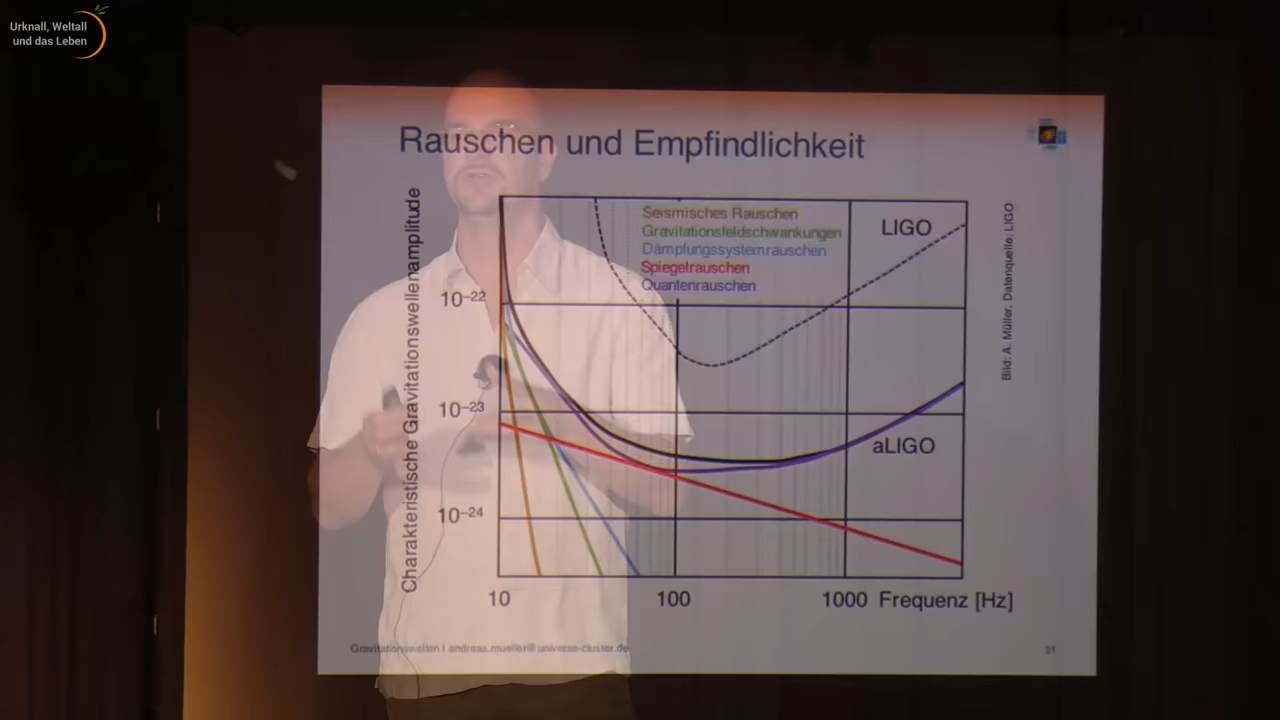 Urknall, Weltall
und das Leben
Rauschen und Empfindlichkeit
Charakteristische Gravitationswellenamplitude
Seismisches Rauschen
Gravitationsfeldschwankungen
Dämpfungssystemrauschen
Spiegelrauschen
Quantenrauschen
LIGO
aLIGO
10–22
10–23
10–24
10
100
1000
Frequenz [Hz]
Bild: A. Müller, Datenquelle: LIGO
Gravitationswellen | andreas.mueller@universe-cluster.de
31